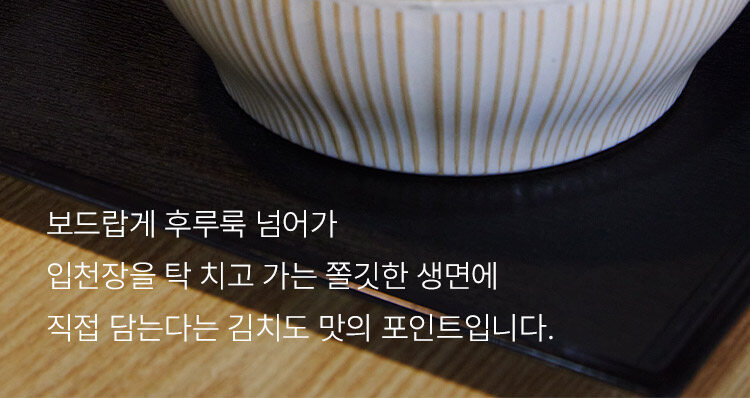 보드랍게 후루룩 넘어가
입천장을 탁 치고 가는 쫄깃한 생면에
직접 담는다는 김치도 맛의 포인트입니다.